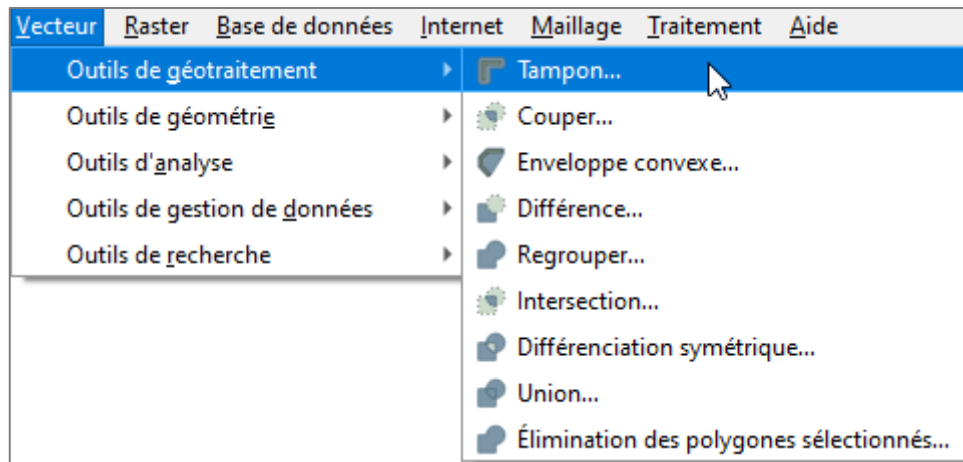 Vecteur Raster Base de données Internet Maillage Traitement Aide
Outils de géotraitement
Outils de géométrie
Outils d'analyse
Outils de gestion de données
Outils de recherche
Tampon...
Couper...
Enveloppe convexe...
Différence...
Regrouper...
Intersection...
Différenciation symétrique...
Union...
Élimination des polygones sélectionnés...